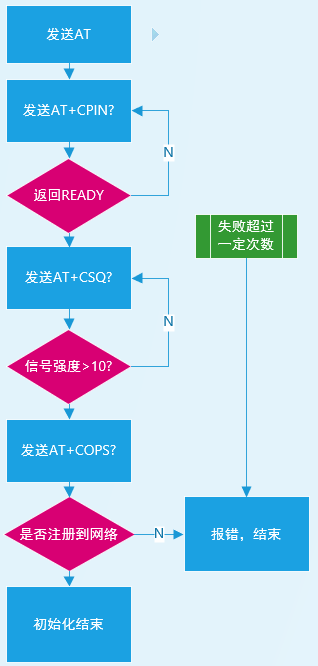 发送AT
发送AT+CPIN?
N
返回READY
失败超过
一定次数
发送AT+CSQ?
N
信号强度>10?
发送AT+COPS?
是否注册到网络
N
报错，结束
初始化结束